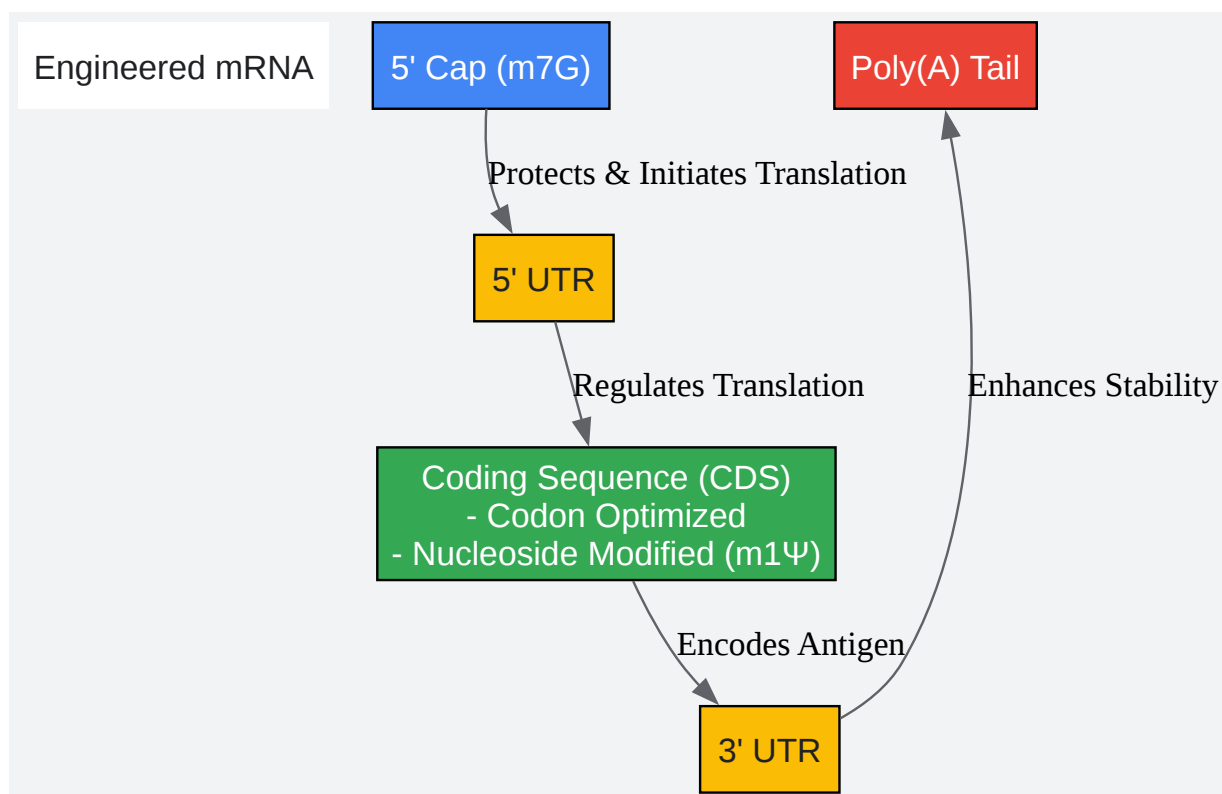 Engineered mRNA
5' Cap (m7G)
Poly(A) Tail
Protects & Initiates Translation
5' UTR
Regulates Translation
Enhances Stability
Coding Sequence (CDS)
- Codon Optimized
- Nucleoside Modified (m1Ψ)
Encodes Antigen
3' UTR